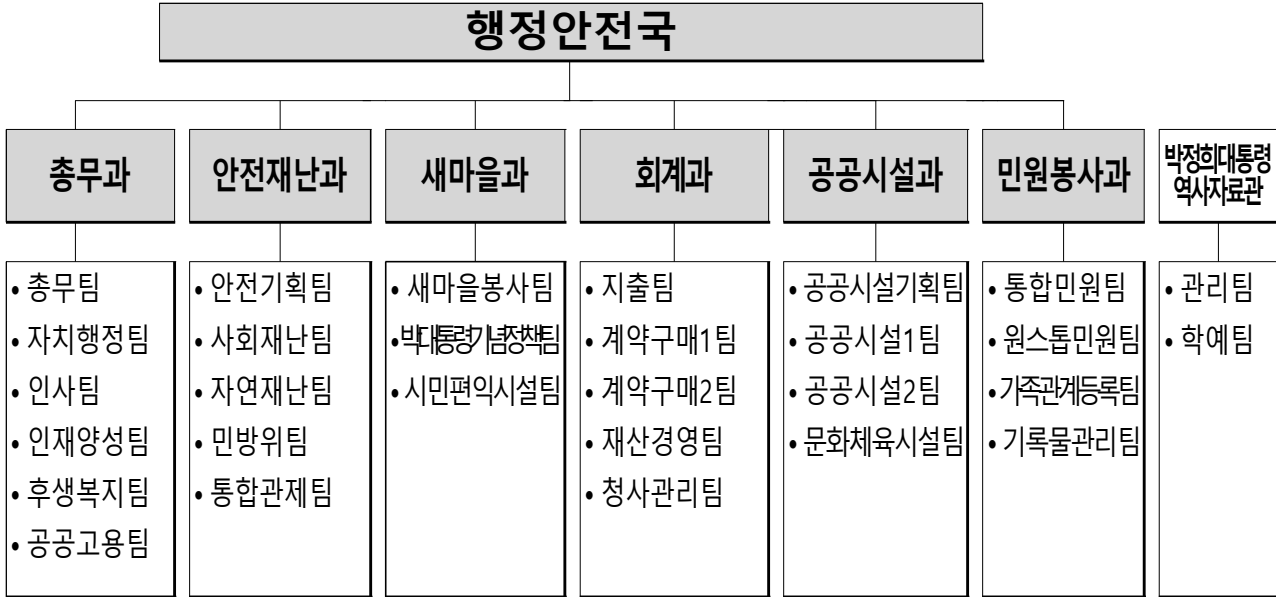 행정안전국
총무과
안전재난과
새마을과
회계과
공공시설과
민원봉사과
박정희대통령
역사자료관
• 총무팀
• 자치행정팀
• 인사팀
• 인재양성팀
• 후생복지팀
• 공공고용팀
• 안전기획팀
• 사회재난팀
• 자연재난팀
• 민방위팀
• 통합관제팀
• 새마을봉사팀
• 박대통령기념정책팀
• 시민편익시설팀
• 지출팀
• 계약구매1팀
• 계약구매2팀
• 재산경영팀
• 청사관리팀
• 공공시설기획팀
• 공공시설1팀
• 공공시설2팀
• 문화체육시설팀
• 통합민원팀
• 원스톱민원팀
• 가족관계등록팀
• 기록물관리팀
• 관리팀
• 학예팀